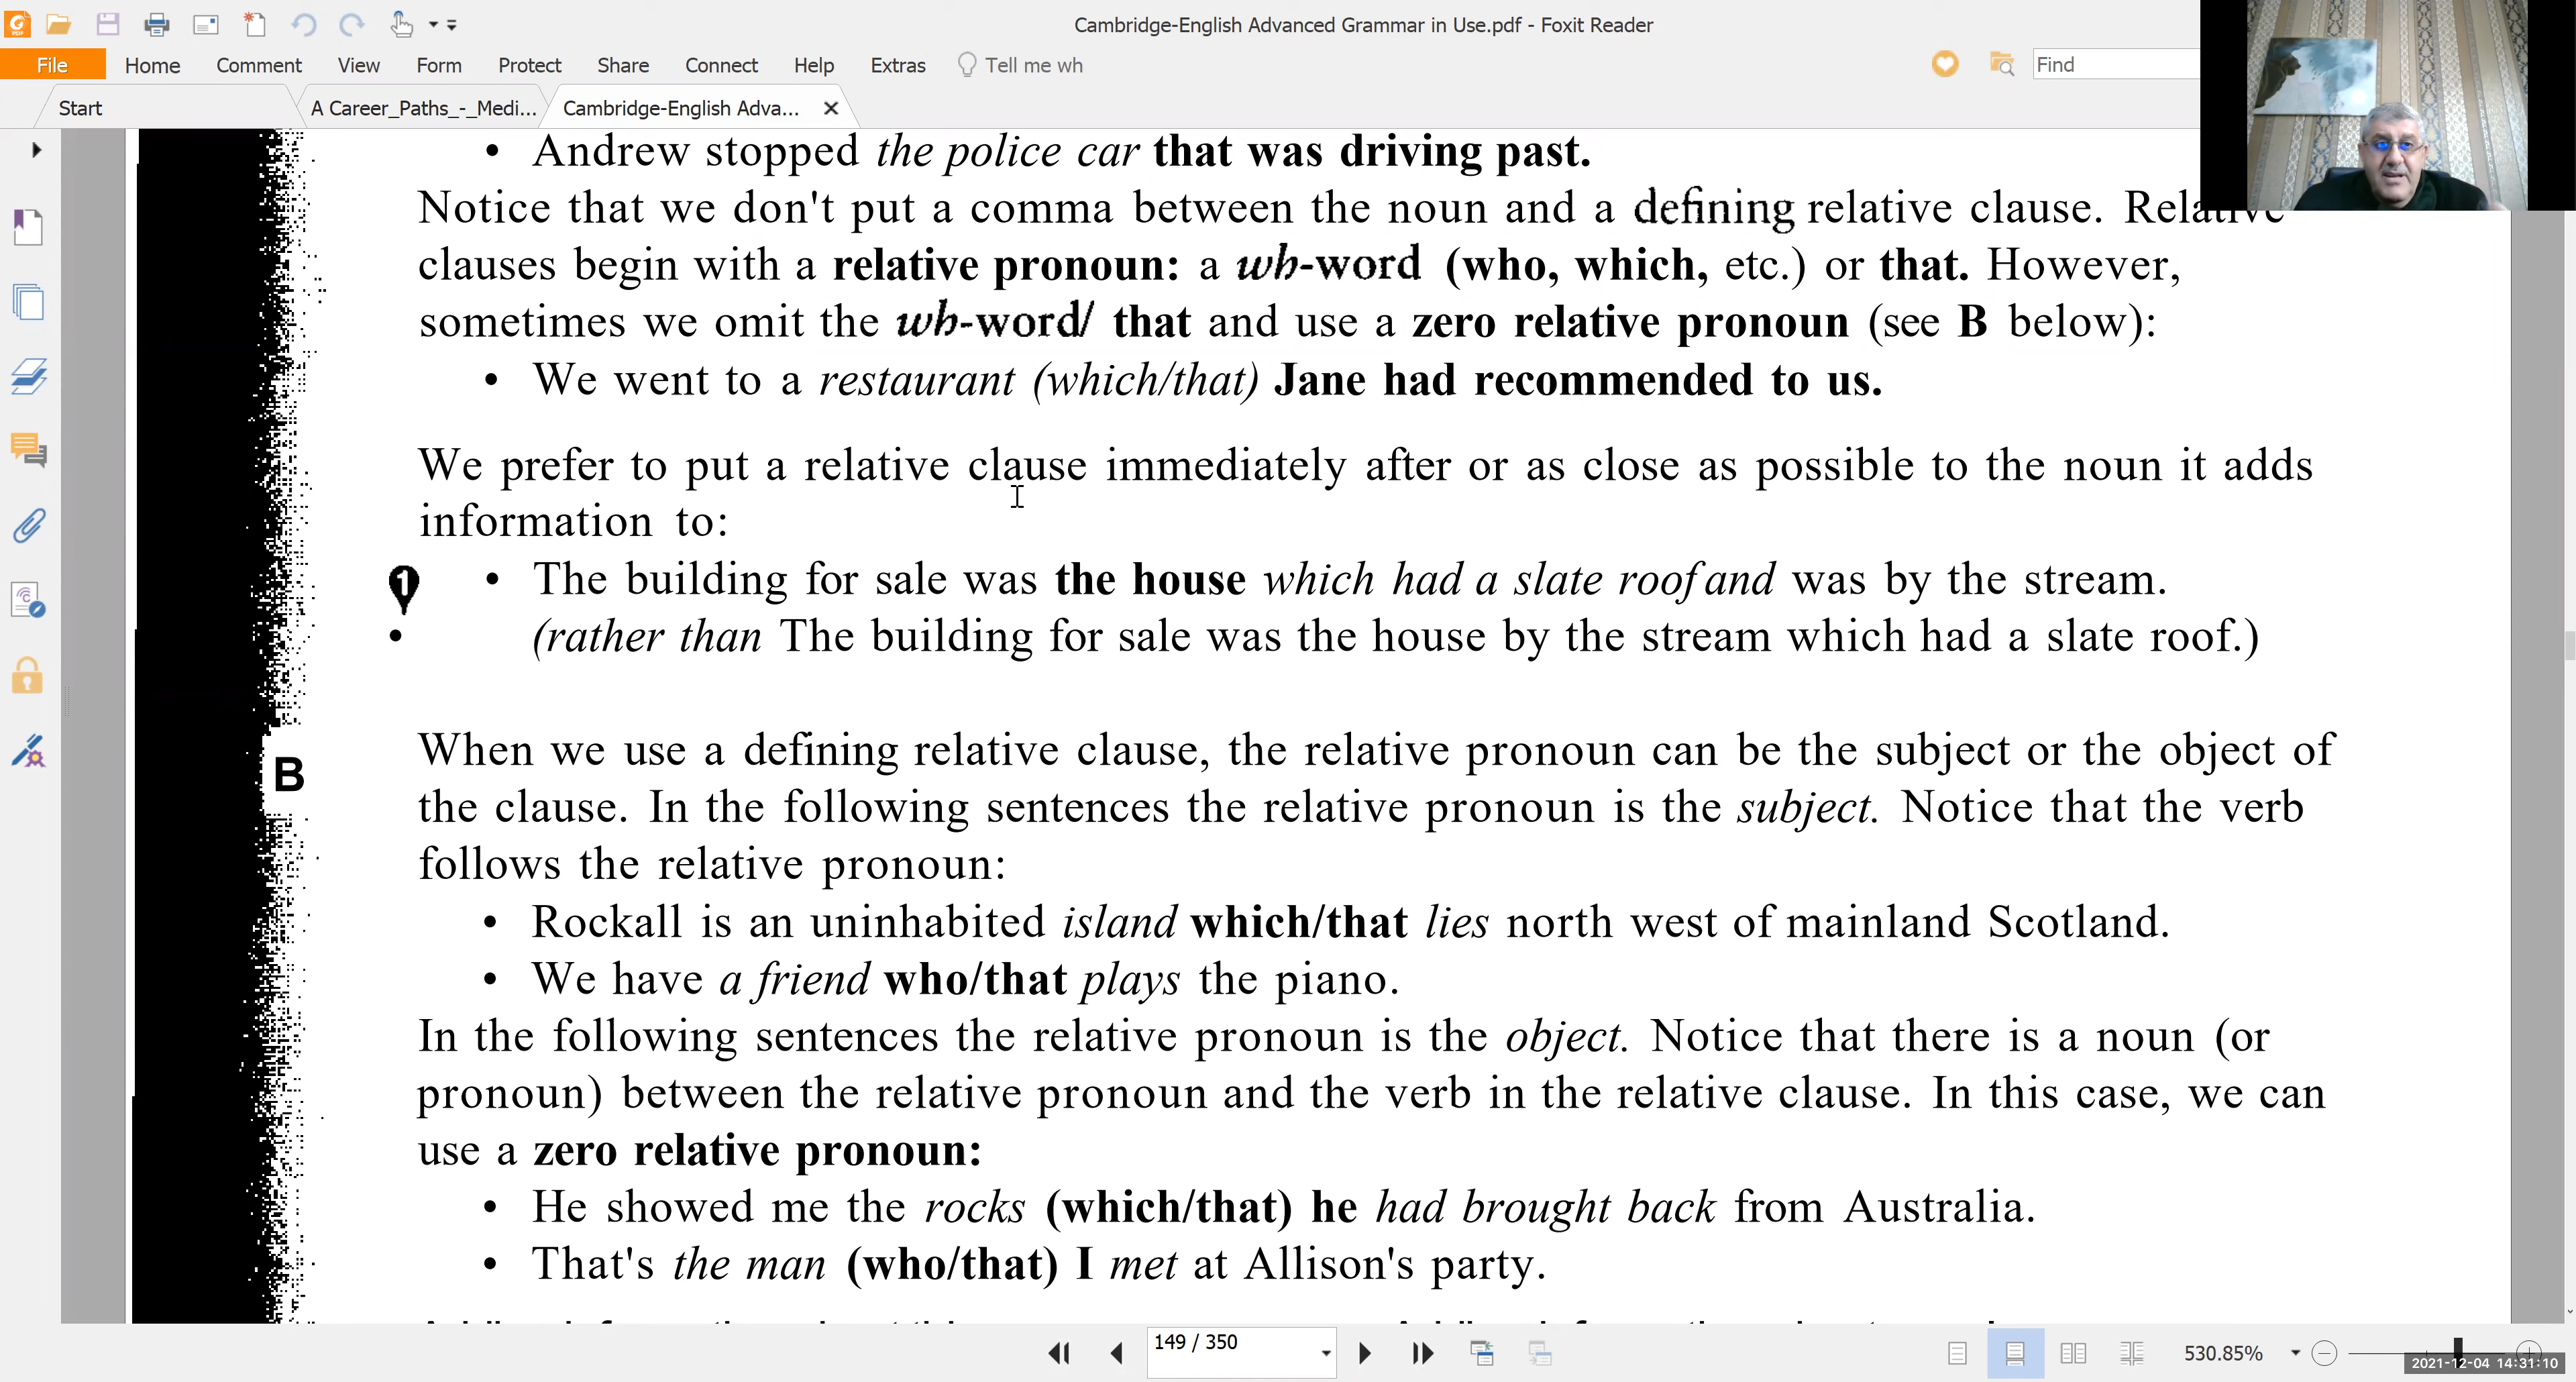 Cambridge-English Advanced Grammar in Use.pdf - Foxit Reader
File Home Comment View Form Protect Share Connect Help Extras Tell me wh Find
Start A Career_Paths_-_Medi... Cambridge-English Adva...
• Andrew stopped the police car that was driving past.
Notice that we don't put a comma between the noun and a defining relative clause. Relative
clauses begin with a relative pronoun: a wh-word (who, which, etc.) or that. However,
sometimes we omit the wh-word/ that and use a zero relative pronoun (see B below):
• We went to a restaurant (which/that) Jane had recommended to us.
We prefer to put a relative clause immediately after or as close as possible to the noun it adds
information to:
• The building for sale was the house which had a slate roof and was by the stream.
(rather than The building for sale was the house by the stream which had a slate roof.)
B
When we use a defining relative clause, the relative pronoun can be the subject or the object of
the clause. In the following sentences the relative pronoun is the subject. Notice that the verb
follows the relative pronoun:
• Rockall is an uninhabited island which/that lies north west of mainland Scotland.
• We have a friend who/that plays the piano.
In the following sentences the relative pronoun is the object. Notice that there is a noun (or
pronoun) between the relative pronoun and the verb in the relative clause. In this case, we can
use a zero relative pronoun:
• He showed me the rocks (which/that) he had brought back from Australia.
• That's the man (who/that) I met at Allison's party.
149 / 350
530.85%
2021-12-04 14:31:10